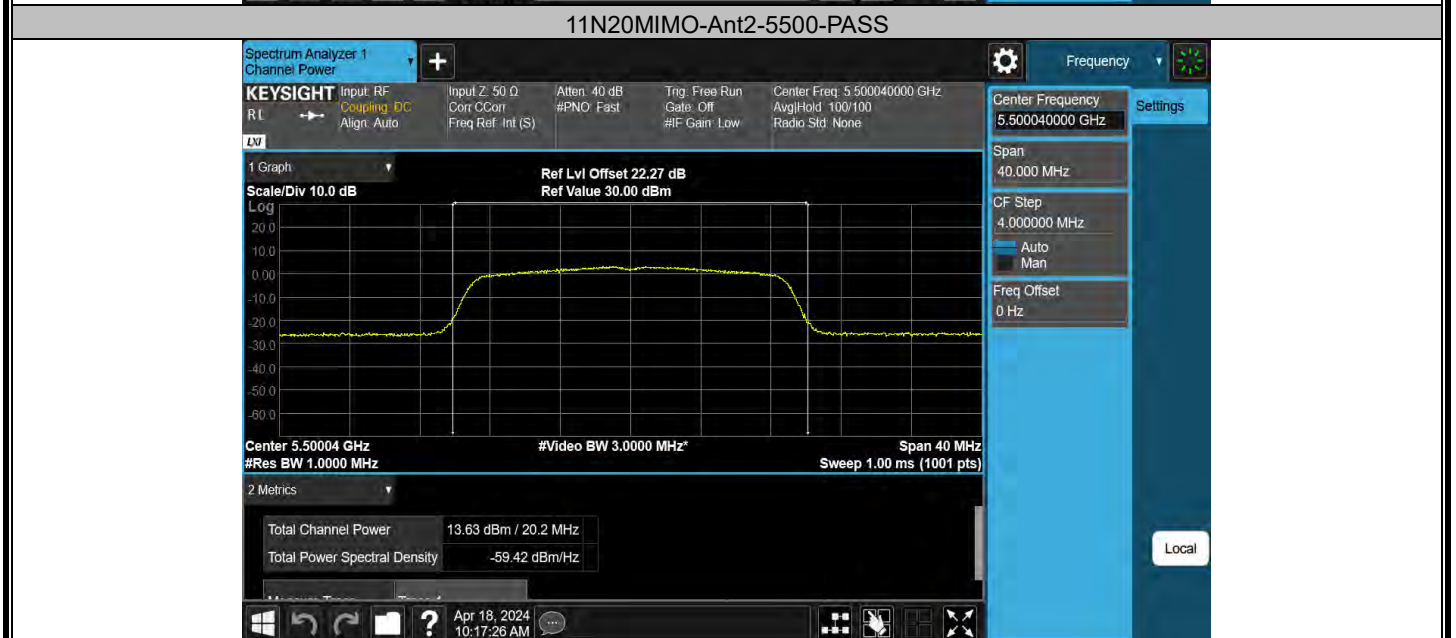 11N20MIMO-Ant2-5500-PASS
Spectrum Analyzer 1
Channel Power
Frequency
KEYSIGHT
RL
LXI
Input: RF
Coupling: DC
Align: Auto
Input Z: 50 Ω
Corr CCorr
Freq Ref: Int (S)
Atten: 40 dB
#PNO: Fast
Trig: Free Run
Gate: Off
#IF Gain: Low
Center Freq: 5.500040000 GHz
Avg|Hold: 100/100
Radio Std: None
Center Frequency
5.500040000 GHz
Settings
Span
40.000 MHz
CF Step
4.000000 MHz
Auto
Man
Freq Offset
0 Hz
1 Graph
Scale/Div 10.0 dB
Ref Lvl Offset 22.27 dB
Ref Value 30.00 dBm
Log
20.0
10.0
0.00
-10.0
-20.0
-30.0
-40.0
-50.0
-60.0
Center 5.50004 GHz
#Video BW 3.0000 MHz*
Span 40 MHz
#Res BW 1.0000 MHz
Sweep 1.00 ms (1001 pts)
2 Metrics
Total Channel Power 13.63 dBm / 20.2 MHz
Total Power Spectral Density -59.42 dBm/Hz
Local
?
Apr 18, 2024
10:17:26 AM